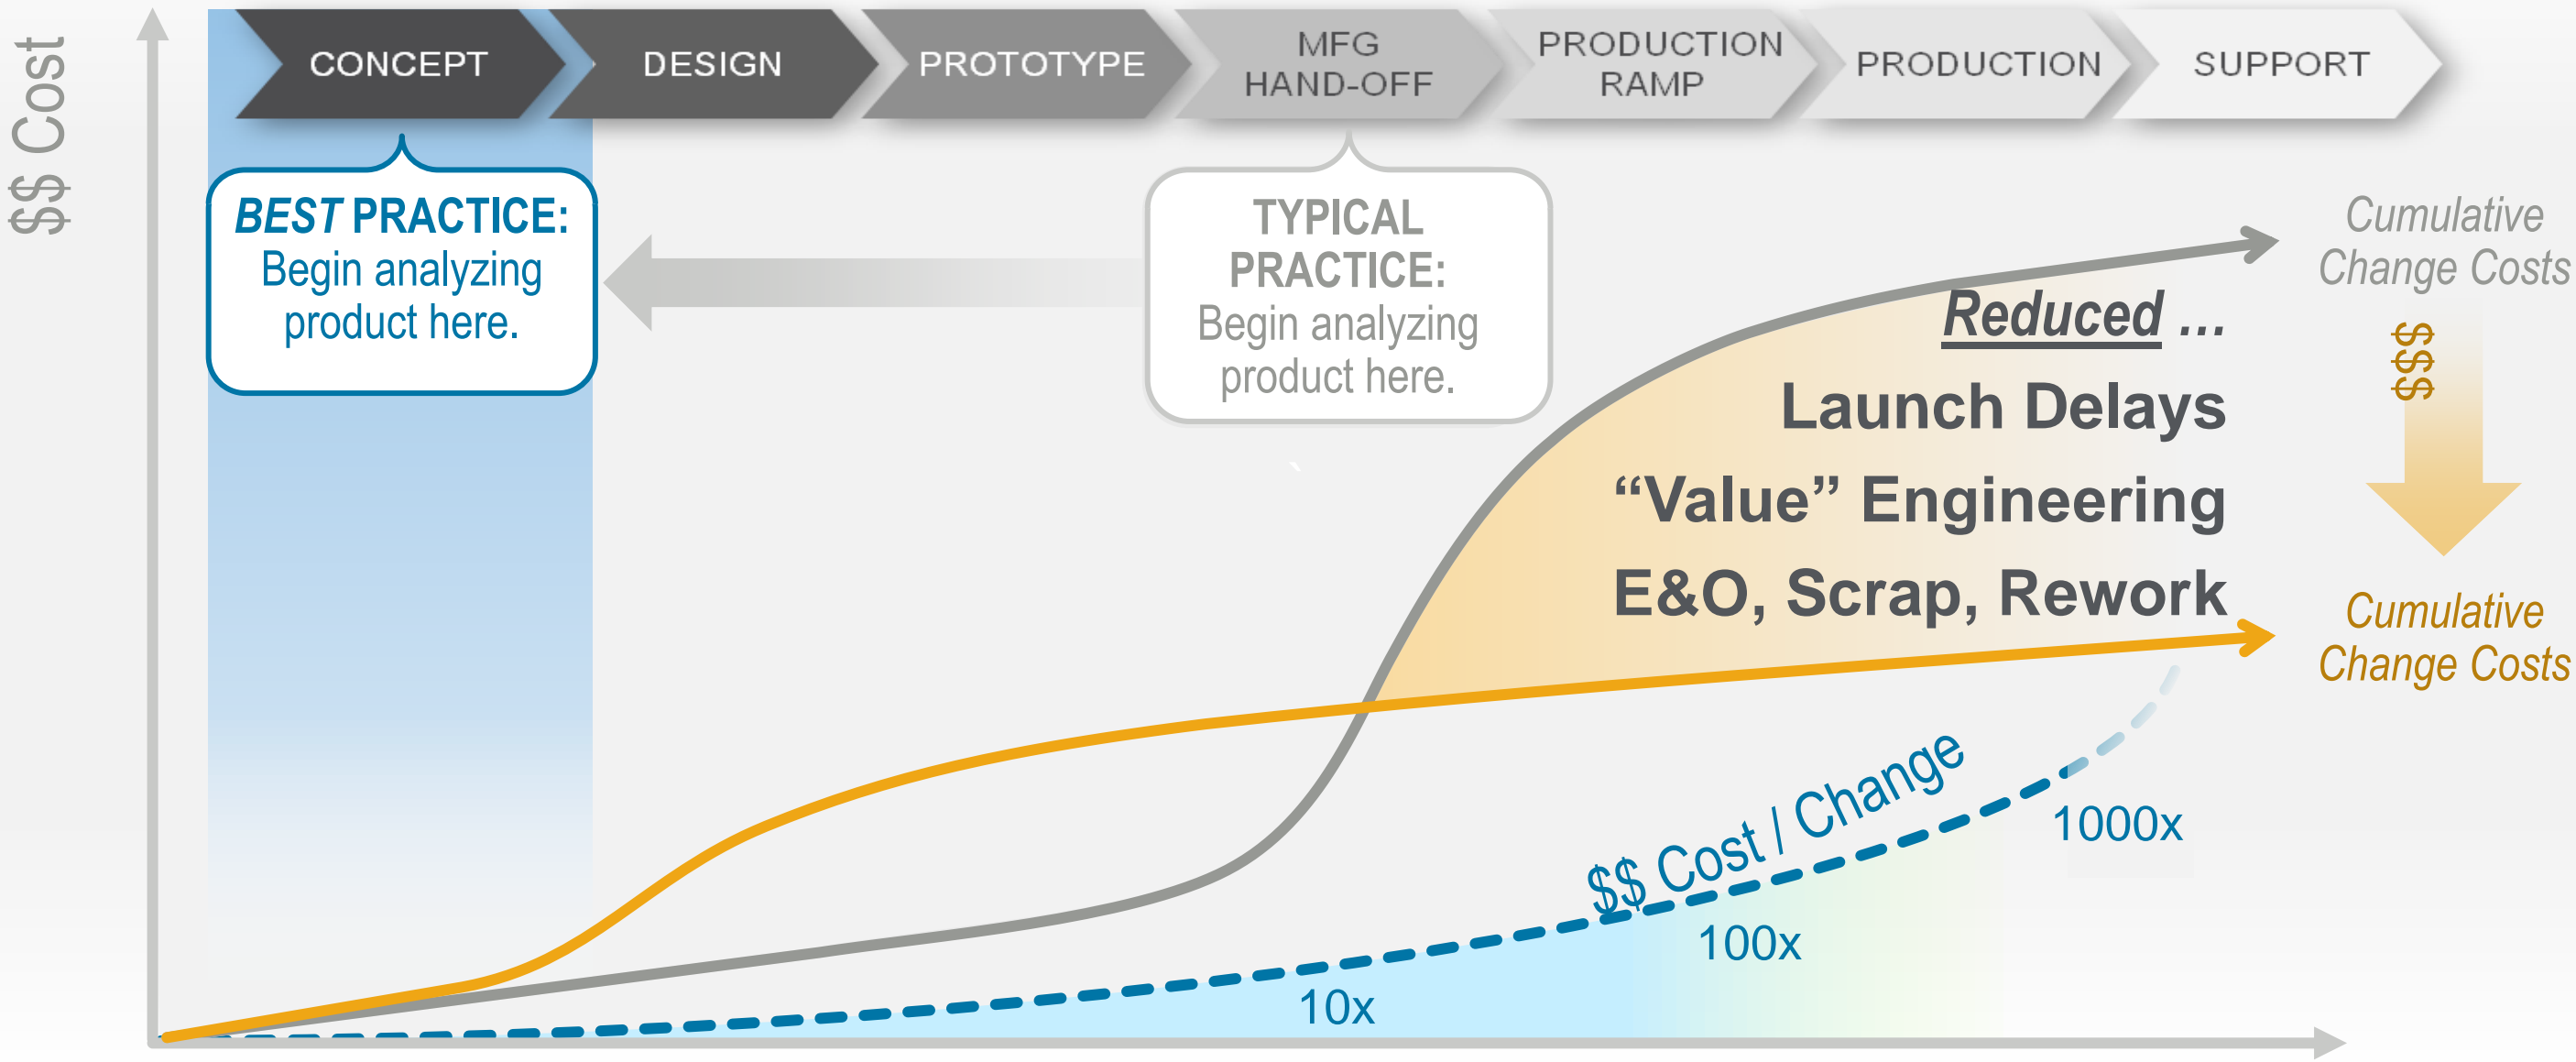 $$ Cost
CONCEPT
DESIGN
PROTOTYPE
MFG
HAND-OFF
PRODUCTION
RAMP
PRODUCTION
SUPPORT
BEST PRACTICE:
Begin analyzing
product here.
TYPICAL
PRACTICE:
Begin analyzing
product here.
`
Cumulative
Change Costs
$$$
Cumulative
Change Costs
Reduced ...
Launch Delays
“Value” Engineering
E&O, Scrap, Rework
$$ Cost / Change
10x
100x
1000x